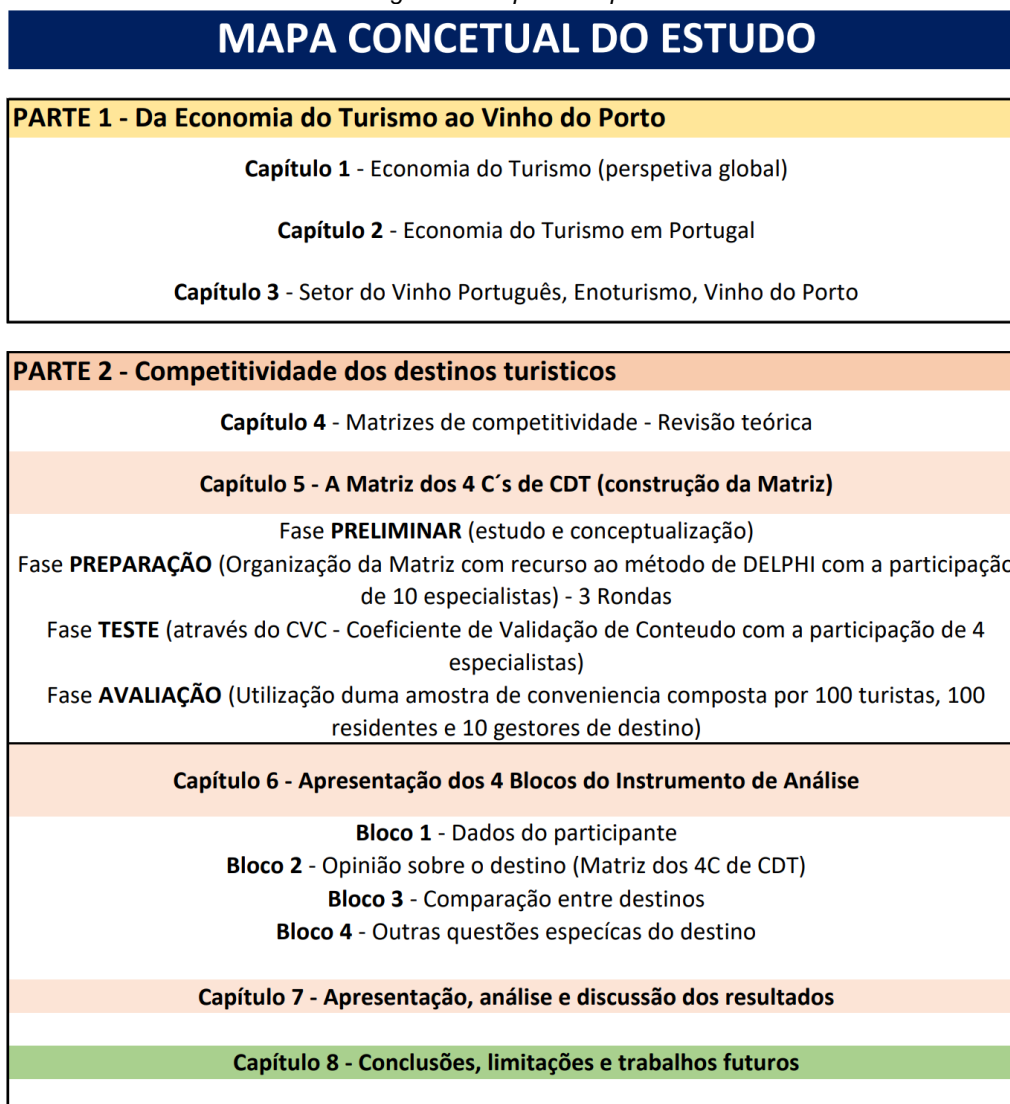 MAPA CONCETUAL DO ESTUDO
PARTE 1 - Da Economia do Turismo ao Vinho do Porto
Capítulo 1 - Economia do Turismo (perspetiva global)
Capítulo 2 - Economia do Turismo em Portugal
Capítulo 3 - Setor do Vinho Português, Enoturismo, Vinho do Porto
PARTE 2 - Competitividade dos destinos turisticos
Capítulo 4 - Matrizes de competitividade - Revisão teórica
Capítulo 5 - A Matriz dos 4 C´s de CDT (construção da Matriz)
Fase PRELIMINAR (estudo e conceptualização)
Fase PREPARAÇÃO (Organização da Matriz com recurso ao método de DELPHI com a participação
de 10 especialistas) - 3 Rondas
Fase TESTE (através do CVC - Coeficiente de Validação de Conteudo com a participação de 4
especialistas)
Fase AVALIAÇÃO (Utilização duma amostra de conveniencia composta por 100 turistas, 100
residentes e 10 gestores de destino)
Capítulo 6 - Apresentação dos 4 Blocos do Instrumento de Análise
Bloco 1 - Dados do participante
Bloco 2 - Opinião sobre o destino (Matriz dos 4C de CDT)
Bloco 3 - Comparação entre destinos
Bloco 4 - Outras questões especícas do destino
Capítulo 7 - Apresentação, análise e discussão dos resultados
Capítulo 8 - Conclusões, limitações e trabalhos futuros